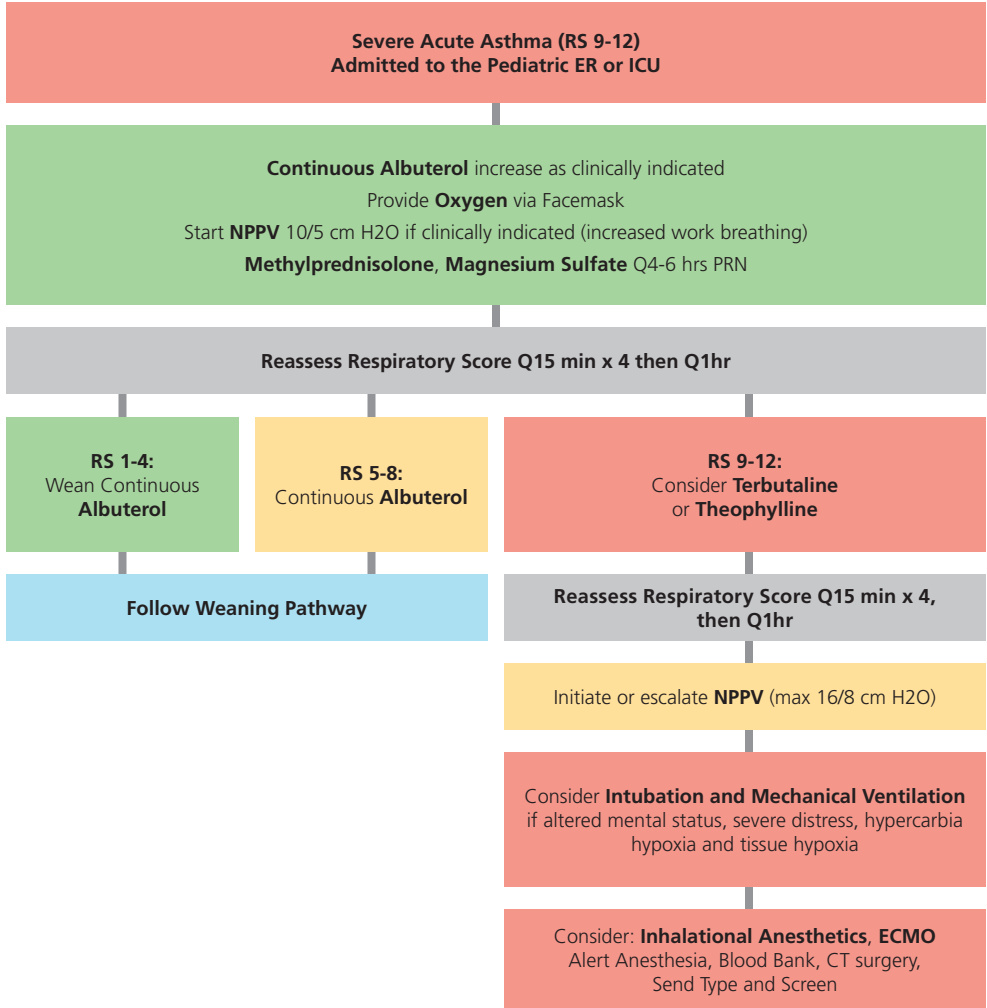 Severe Acute Asthma (RS 9-12)
Admitted to the Pediatric ER or ICU
Continuous Albuterol increase as clinically indicated
Provide Oxygen via Facemask
Start NPPV 10/5 cm H2O if clinically indicated (increased work breathing)
Methylprednisolone, Magnesium Sulfate Q4-6 hrs PRN
Reassess Respiratory Score Q15 min x 4 then Q1hr
RS 1-4:
Wean Continuous
Albuterol
RS 5-8:
Continuous Albuterol
RS 9-12:
Consider Terbutaline
or Theophylline
Follow Weaning Pathway
Reassess Respiratory Score Q15 min x 4,
then Q1hr
Initiate or escalate NPPV (max 16/8 cm H2O)
Consider Intubation and Mechanical Ventilation
if altered mental status, severe distress, hypercarbia
hypoxia and tissue hypoxia
Consider: Inhalational Anesthetics, ECMO
Alert Anesthesia, Blood Bank, CT surgery,
Send Type and Screen